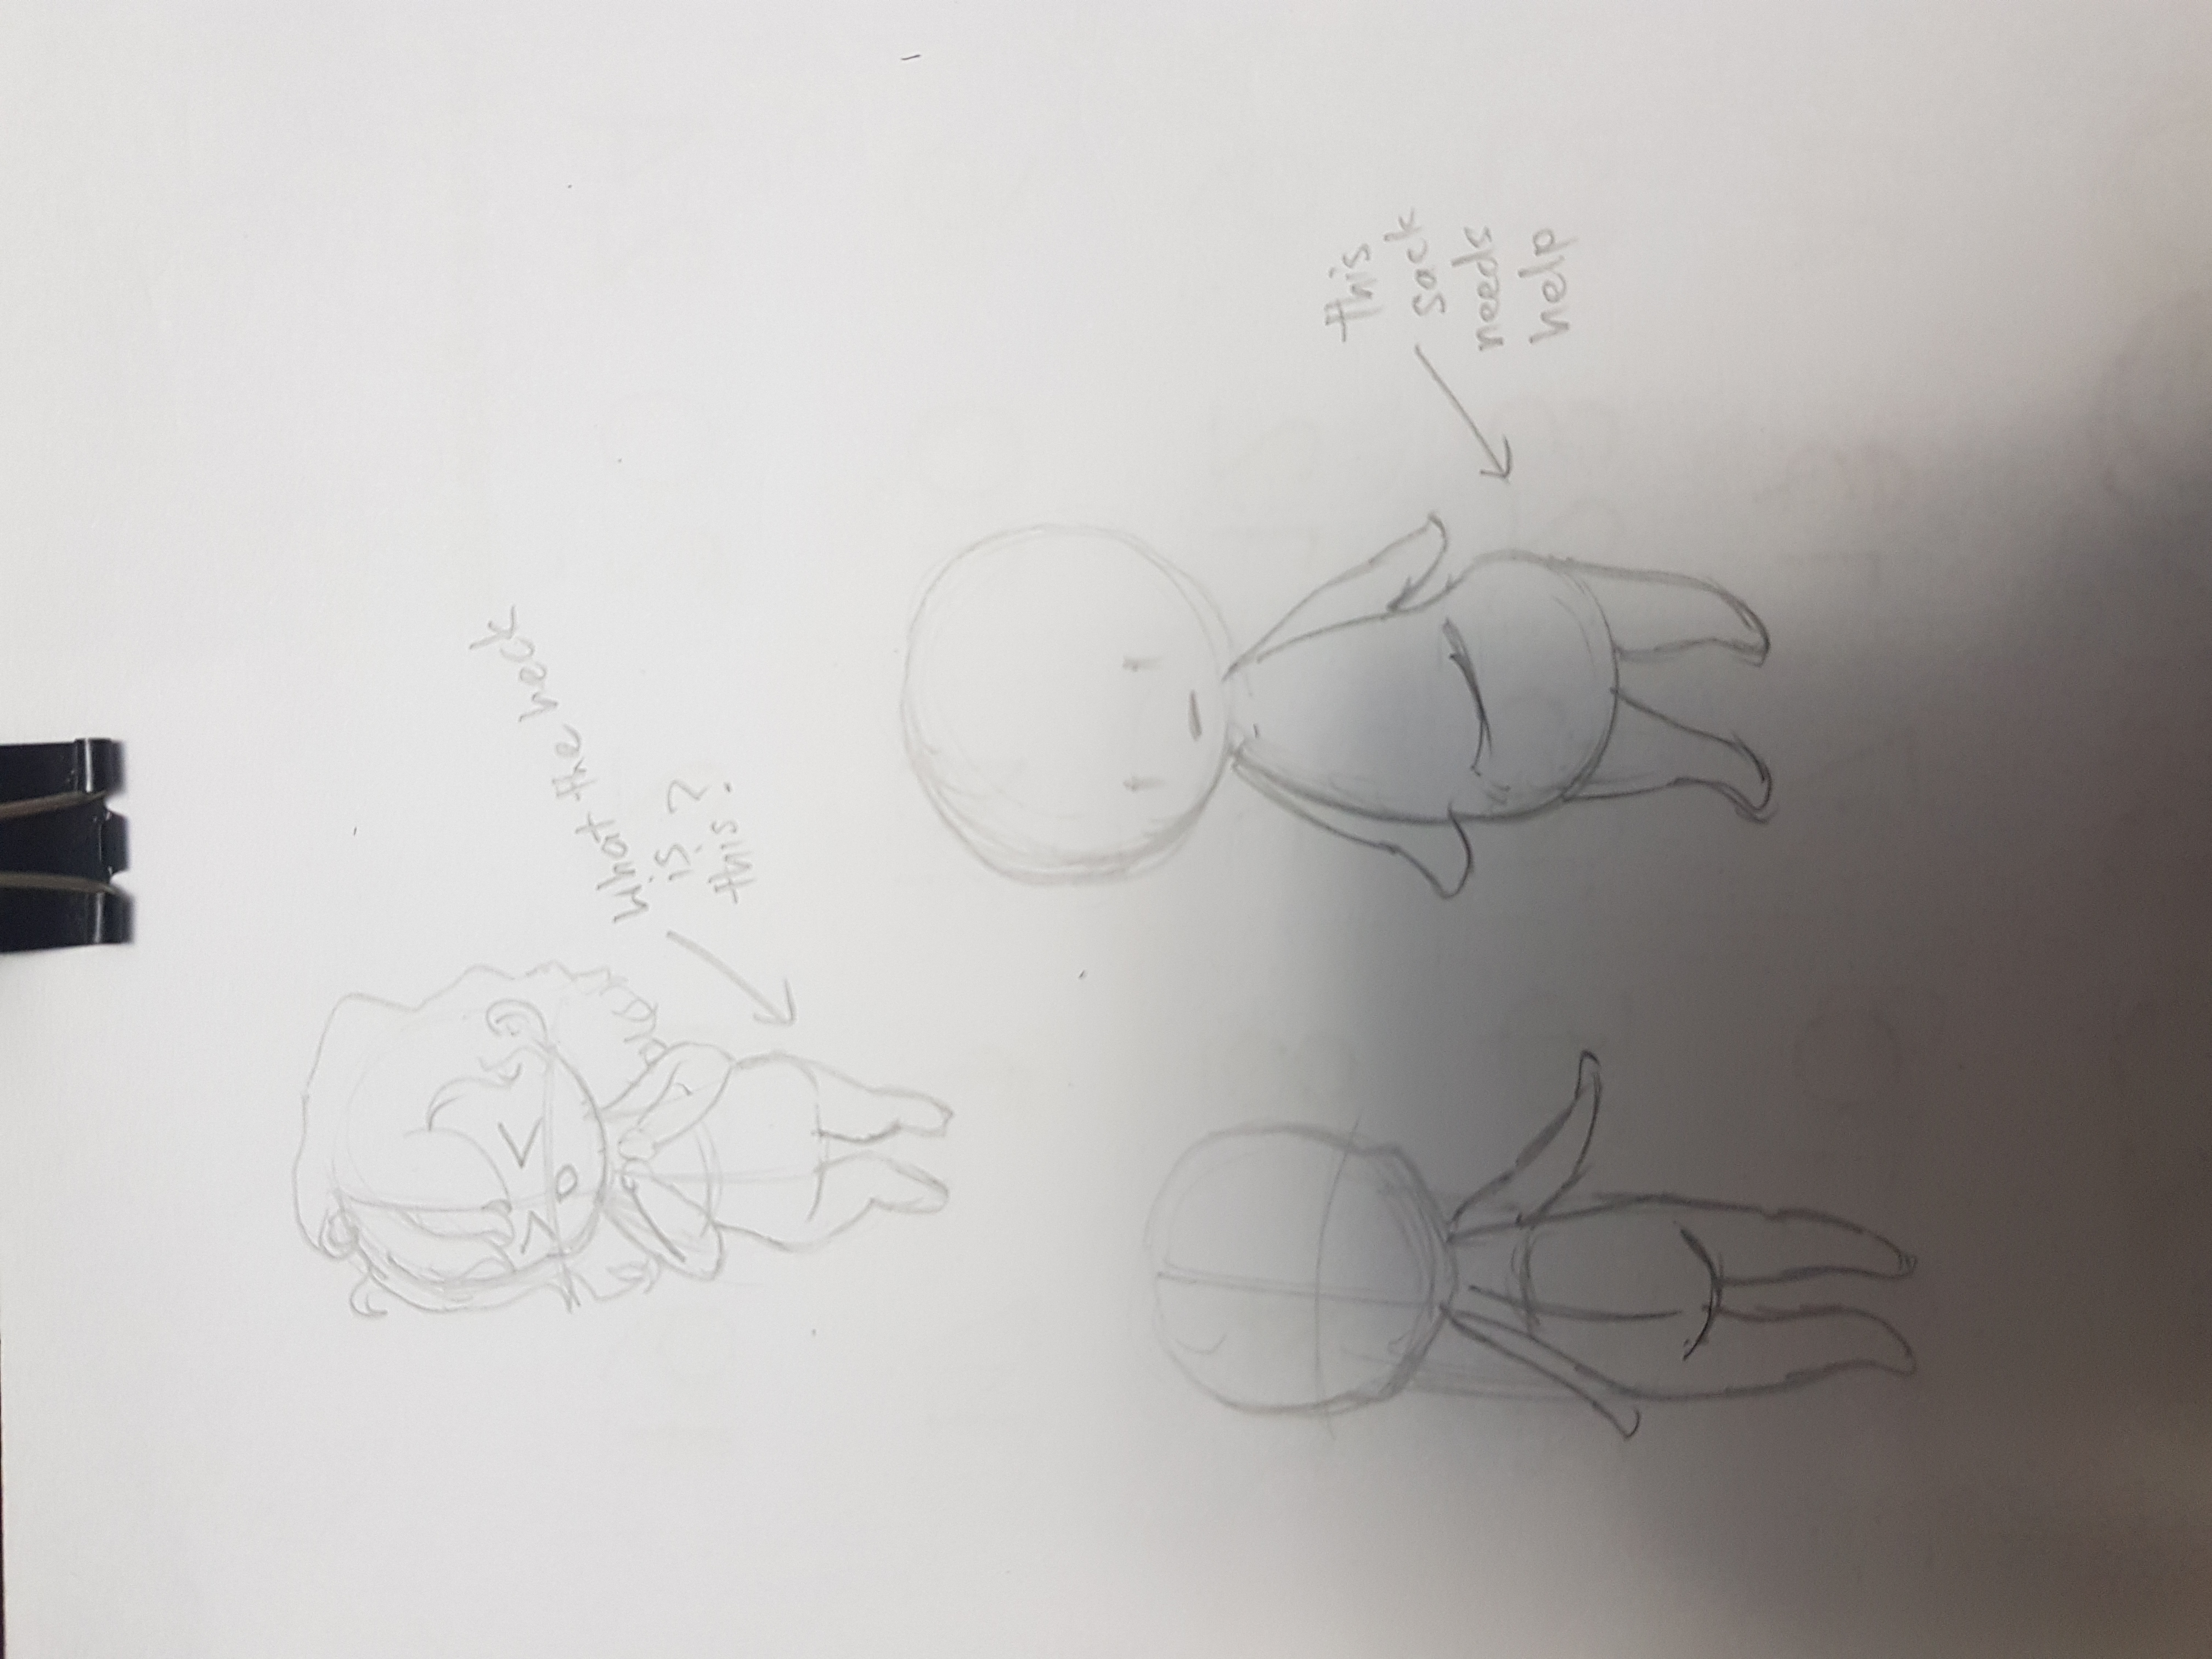 What the heck
is
this?
this
sack
needs
help